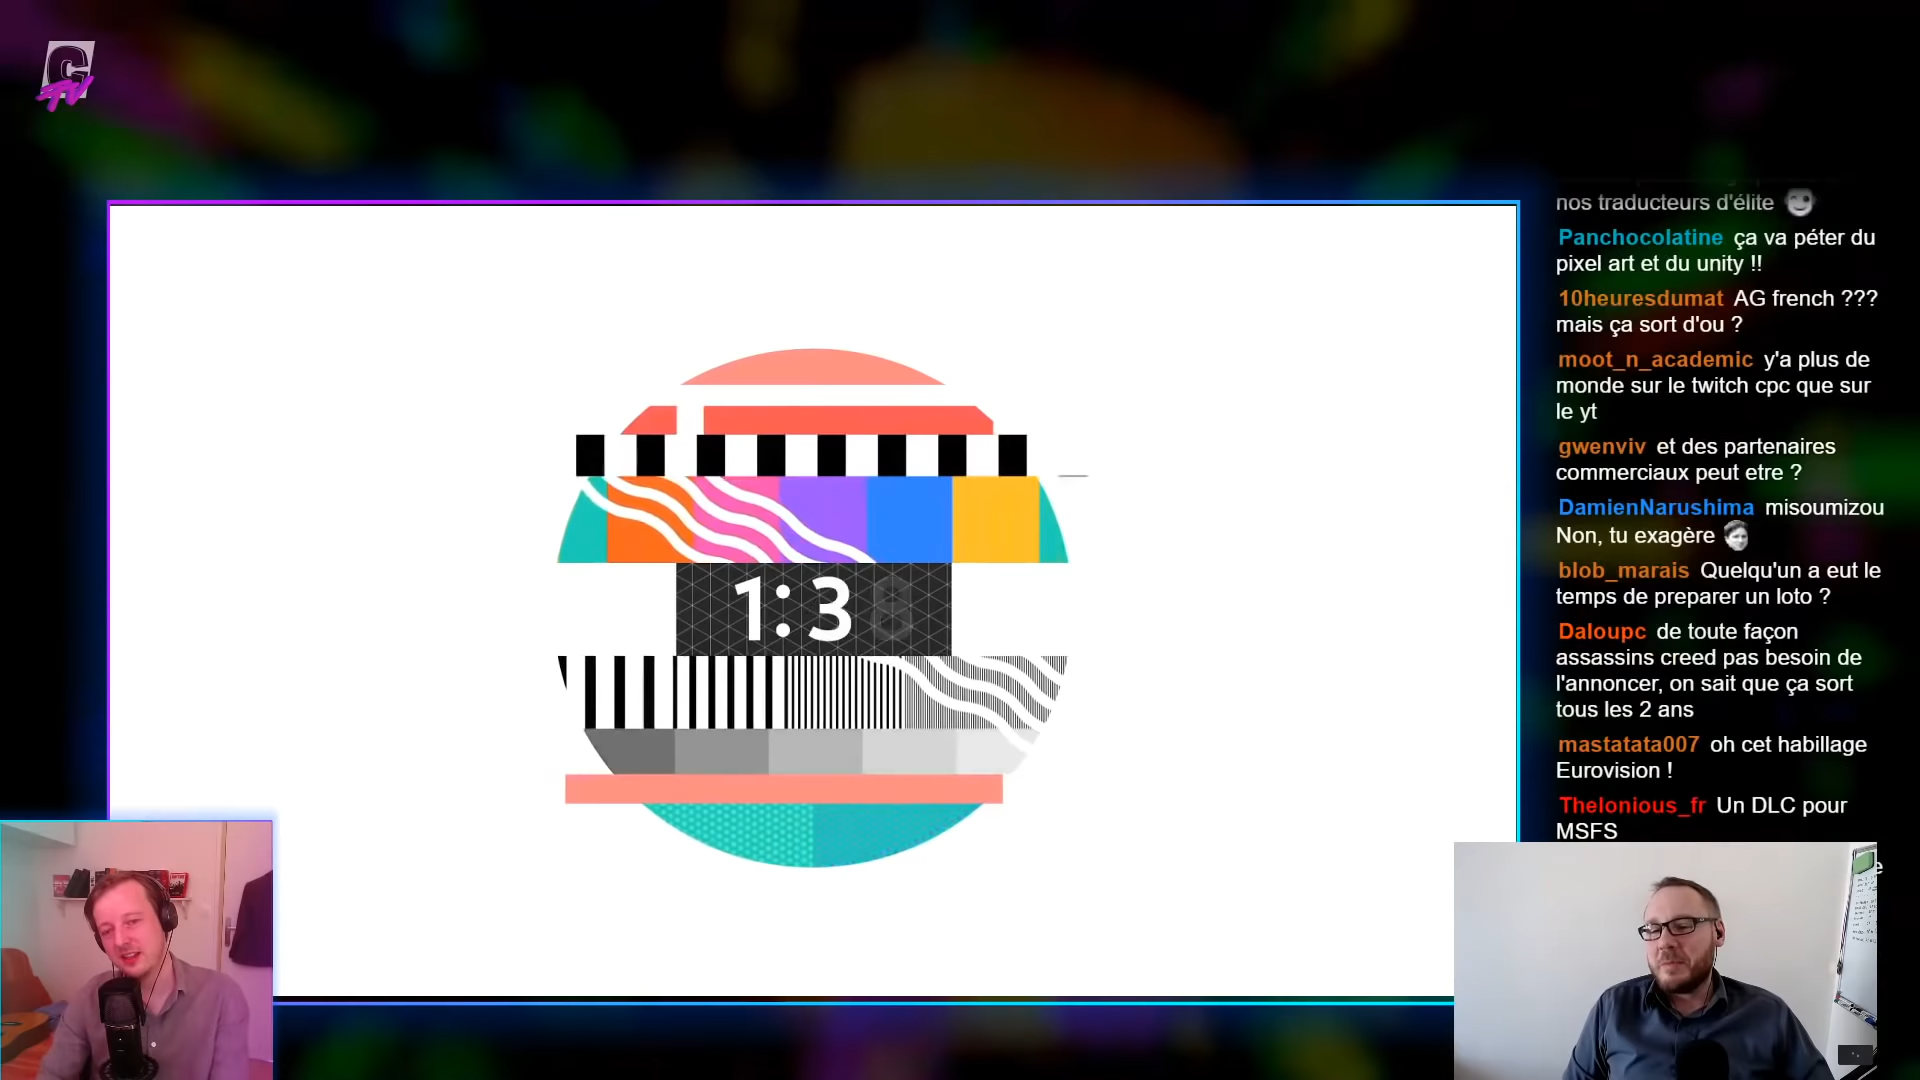 C
TV
1:3
nos traducteurs d'élite
Panchocolatine ça va péter du
pixel art et du unity !!
10heuresdumat AG french ???
mais ça sort d'ou ?
moot_n_academic y'a plus de
monde sur le twitch cpc que sur
le yt
gwenviv et des partenaires
commerciaux peut etre ?
DamienNarushima misoumizou
Non, tu exagère
blob_marais Quelqu'un a eut le
temps de preparer un loto ?
Daloupc de toute façon
assassins creed pas besoin de
l'annoncer, on sait que ça sort
tous les 2 ans
mastatata007 oh cet habillage
Eurovision !
Thelonious_fr Un DLC pour
MSFS